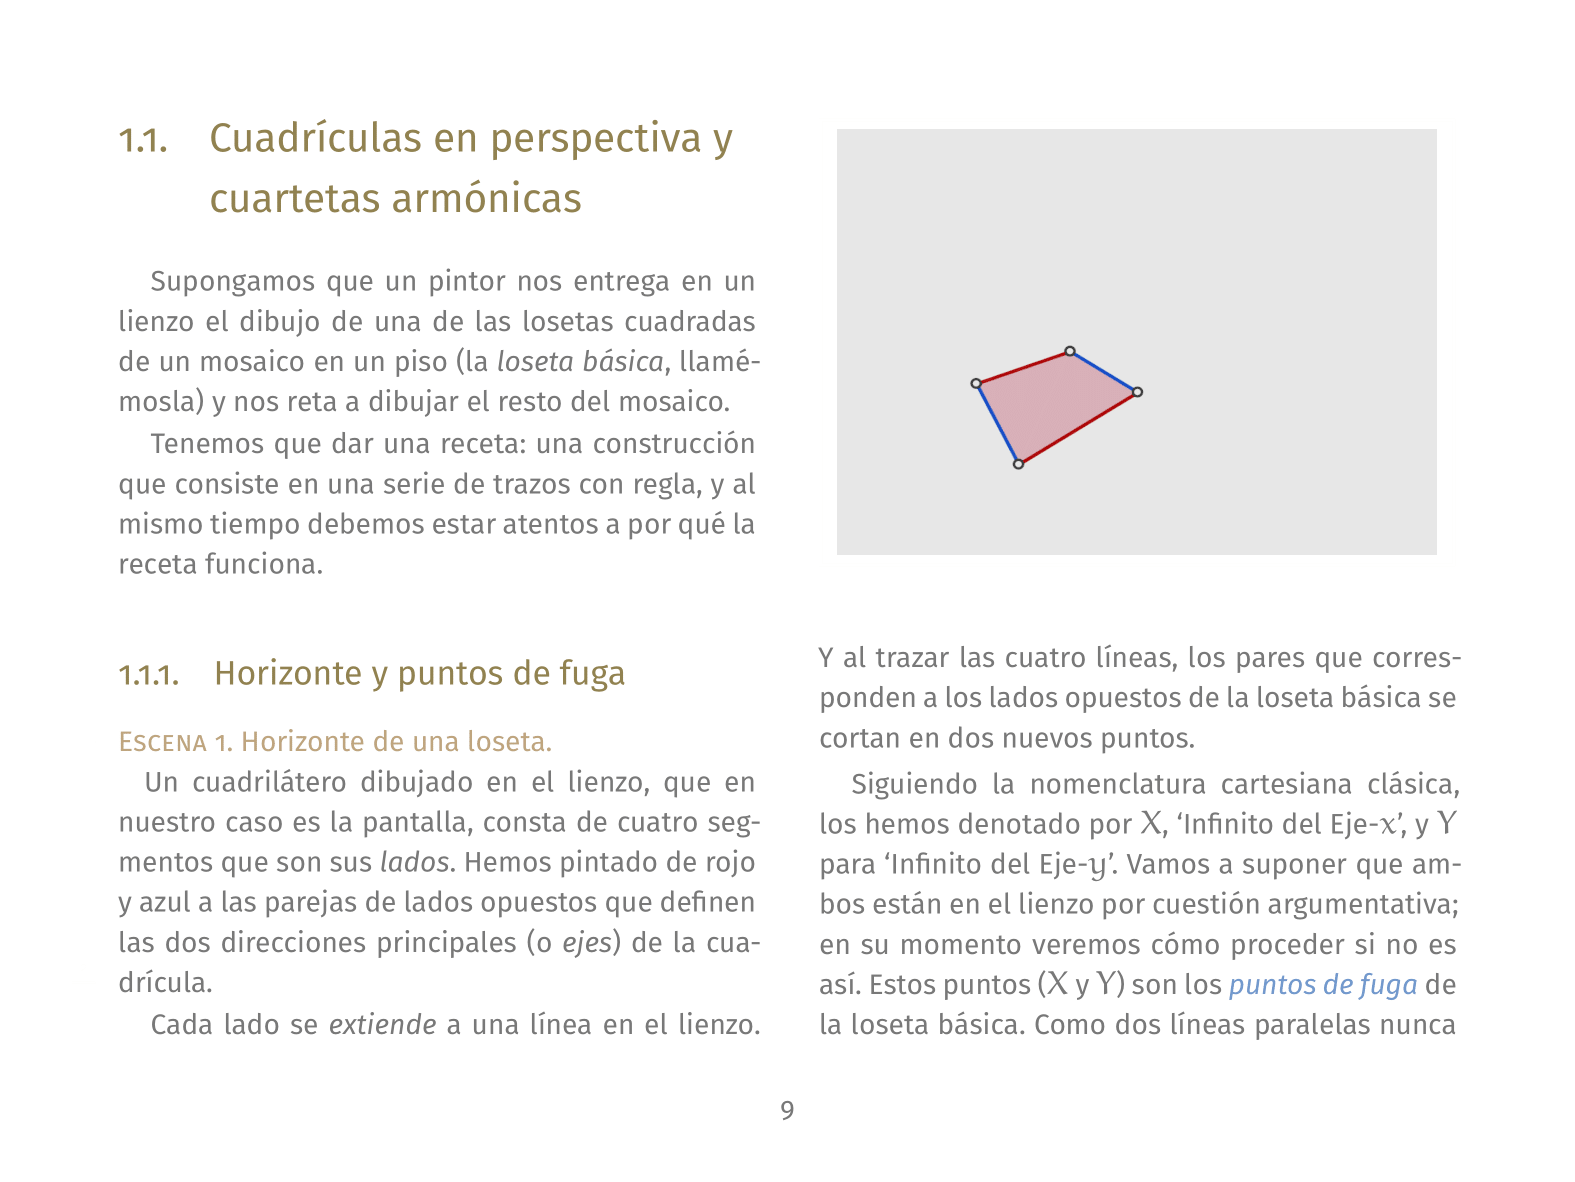 1.1. Cuadrículas en perspectiva y
cuartetas armónicas
Supongamos que un pintor nos entrega en un
lienzo el dibujo de una de las losetas cuadradas
de un mosaico en un piso (la loseta básica, llamé-
mosla) y nos reta a dibujar el resto del mosaico.
Tenemos que dar una receta: una construcción
que consiste en una serie de trazos con regla, y al
mismo tiempo debemos estar atentos a por qué la
receta funciona.
1.1.1. Horizonte y puntos de fuga
Escena 1. Horizonte de una loseta.
Un cuadrilátero dibujado en el lienzo, que en
nuestro caso es la pantalla, consta de cuatro seg-
mentos que son sus lados. Hemos pintado de rojo
y azul a las parejas de lados opuestos que definen
las dos direcciones principales (o ejes) de la cua-
drícula.
Cada lado se extiende a una línea en el lienzo.
Y al trazar las cuatro líneas, los pares que corres-
ponden a los lados opuestos de la loseta básica se
cortan en dos nuevos puntos.
Siguiendo la nomenclatura cartesiana clásica,
los hemos denotado por X, ‘Infinito del Eje-x’, y Y
para ‘Infinito del Eje-y’. Vamos a suponer que am-
bos están en el lienzo por cuestión argumentativa;
en su momento veremos cómo proceder si no es
así. Estos puntos (X y Y) son los puntos de fuga de
la loseta básica. Como dos líneas paralelas nunca
9